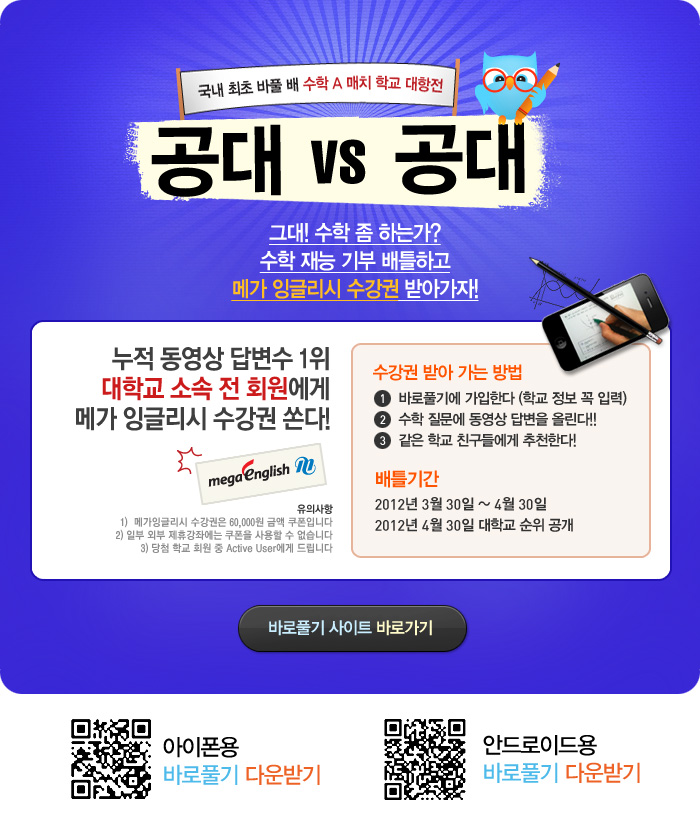 국내 최초 바풀 배 수학 A 매치 학교 대항전
공대 vs 공대
그대! 수학 좀 하는가?
수학 재능 기부 배틀하고
메가 잉글리시 수강권 받아가자!
누적 동영상 답변수 1위
대학교 소속 전 회원에게
메가 잉글리시 수강권 쏜다!
megaEnglish
유의사항
1) 메가잉글리시 수강권은 60,000원 금액 쿠폰입니다
2) 일부 외부 제휴강좌에는 쿠폰을 사용할 수 없습니다
3) 당첨 학교 회원 중 Active User에게 드립니다
수강권 받아 가는 방법
1 바로풀기에 가입한다 (학교 정보 꼭 입력)
2 수학 질문에 동영상 답변을 올린다!!
3 같은 학교 친구들에게 추천한다!
배틀기간
2012년 3월 30일 ~ 4월 30일
2012년 4월 30일 대학교 순위 공개
바로풀기 사이트 바로가기
아이폰용
바로풀기 다운받기
안드로이드용
바로풀기 다운받기